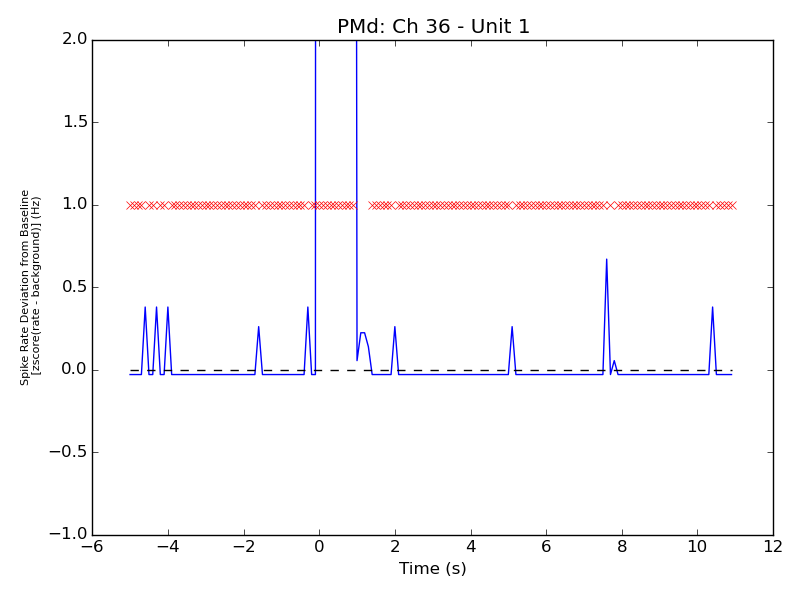 PMd: Ch 36 - Unit 1
2.0
1.5
1.0
0.5
0.0
−0.5
−1.0
Spike Rate Deviation from Baseline
[zscore(rate - background)] (Hz)
−6 −4 −2 0 2 4 6 8 10 12
Time (s)